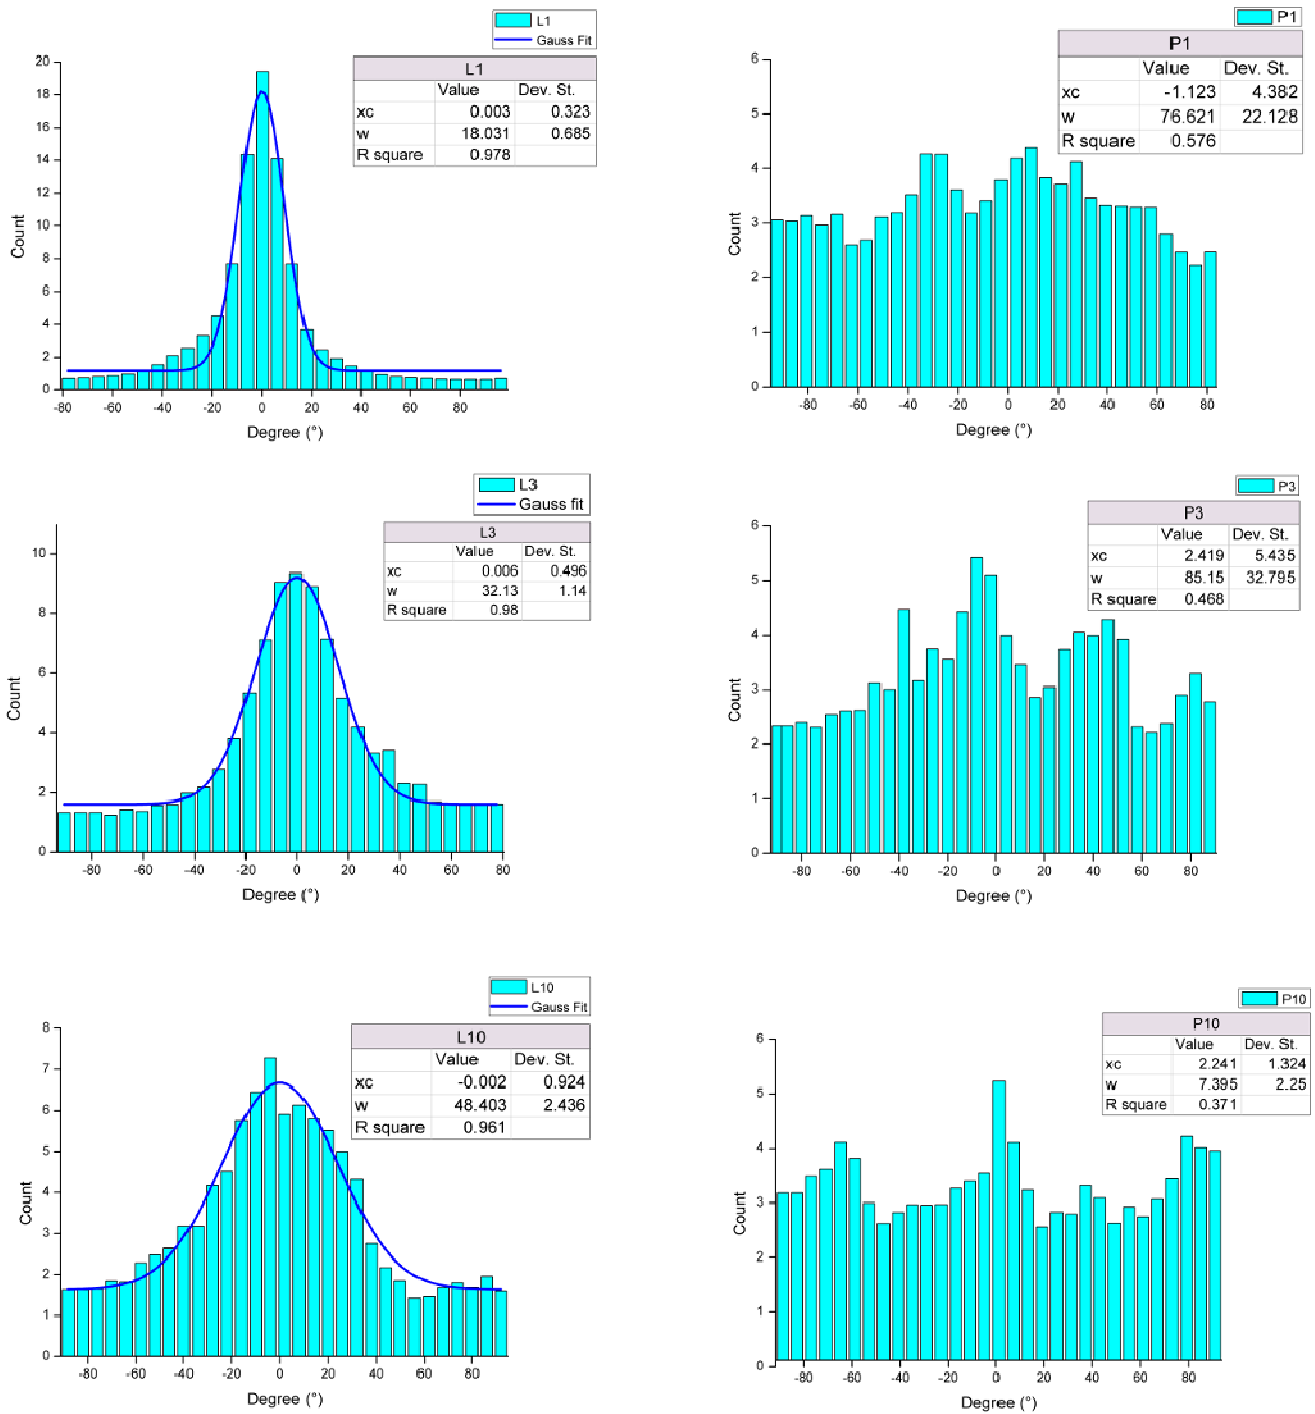 L1
Gauss Fit
L1
Value Dev. St.
xc 0.003 0.323
w 18.031 0.685
R square 0.978
20
18
16
14
12
10
8
6
4
2
0
Count
-80 -60 -40 -20 0 20 40 60 80
Degree (°)
P1
P1
Value Dev. St.
xc -1.123 4.382
w 76.621 22.128
R square 0.576
6
5
4
3
2
1
0
Count
-80 -60 -40 -20 0 20 40 60 80
Degree (°)
L3
Gauss fit
L3
Value Dev. St.
xc 0.006 0.496
w 32.13 1.14
R square 0.98
10
8
6
4
2
0
Count
-80 -60 -40 -20 0 20 40 60 80
Degree (°)
P3
P3
Value Dev. St.
xc 2.419 5.435
w 85.15 32.795
R square 0.468
6
5
4
3
2
1
0
Count
-80 -60 -40 -20 0 20 40 60 80
Degree (°)
L10
Gauss Fit
L10
Value Dev. St.
xc -0.002 0.924
w 48.403 2.436
R square 0.961
8
7
6
5
4
3
2
1
0
Count
-80 -60 -40 -20 0 20 40 60 80
Degree (°)
P10
P10
Value Dev. St.
xc 2.241 1.324
w 7.395 2.25
R square 0.371
6
5
4
3
2
1
0
Count
-80 -60 -40 -20 0 20 40 60 80
Degree (°)